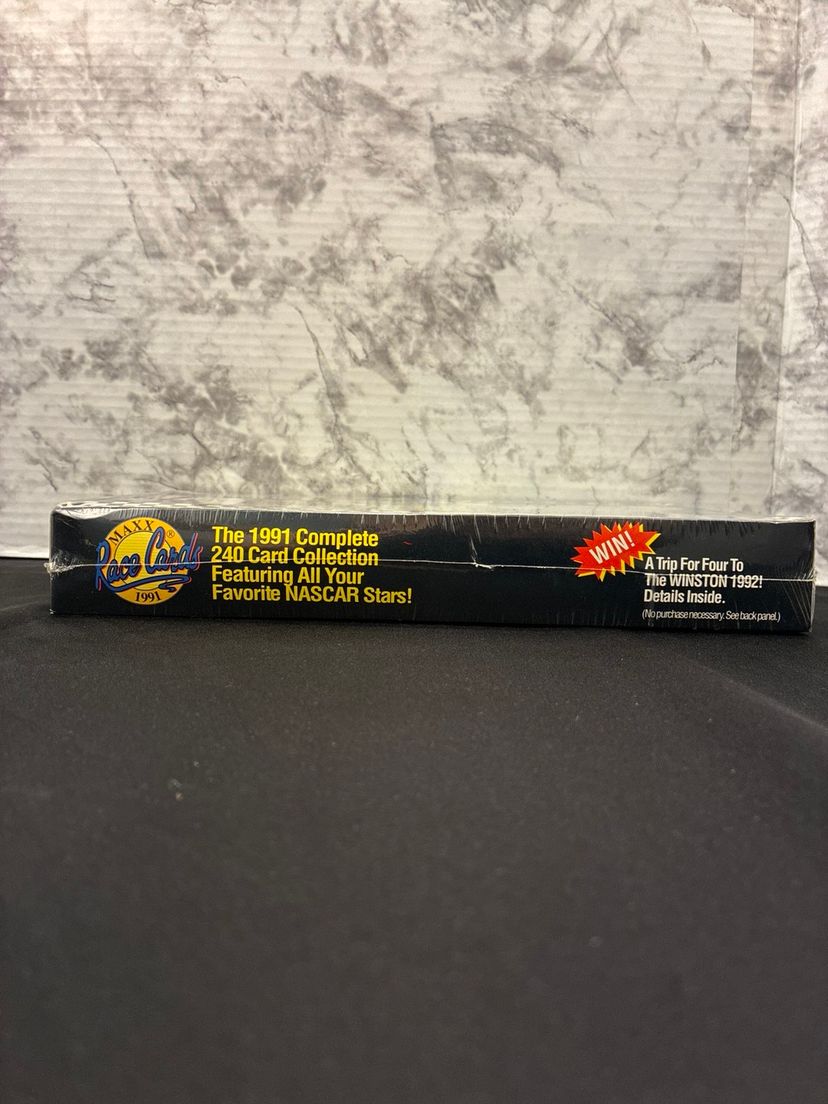 MAXX®
Race Cards
1991
The 1991 Complete
240 Card Collection
Featuring All Your
Favorite NASCAR Stars!
WIN!
A Trip For Four To
The WINSTON 1992!
Details Inside.
(No purchase necessary. See back panel.)